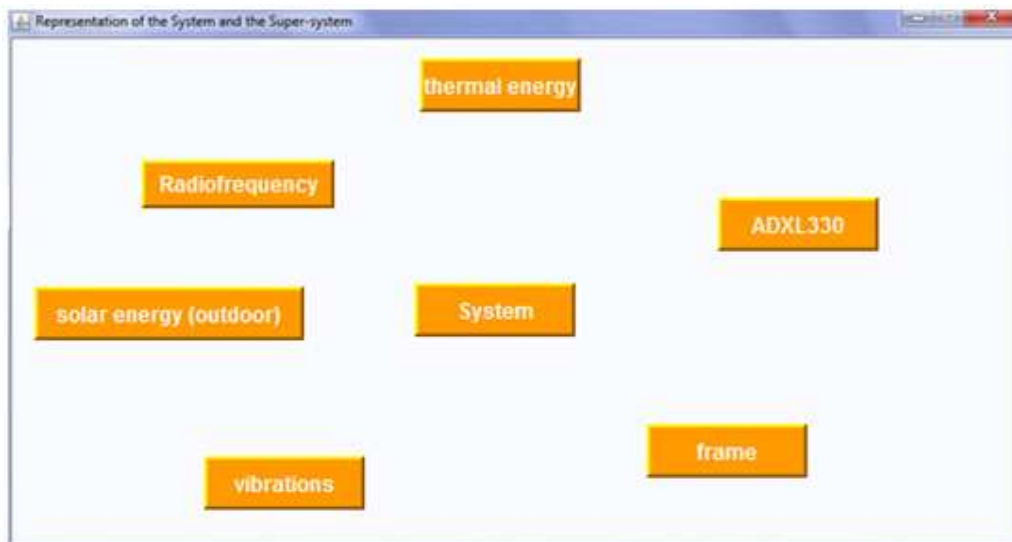 Representation of the System and the Super-system
thermal energy
Radiofrequency
ADXL330
solar energy (outdoor)
System
frame
vibrations